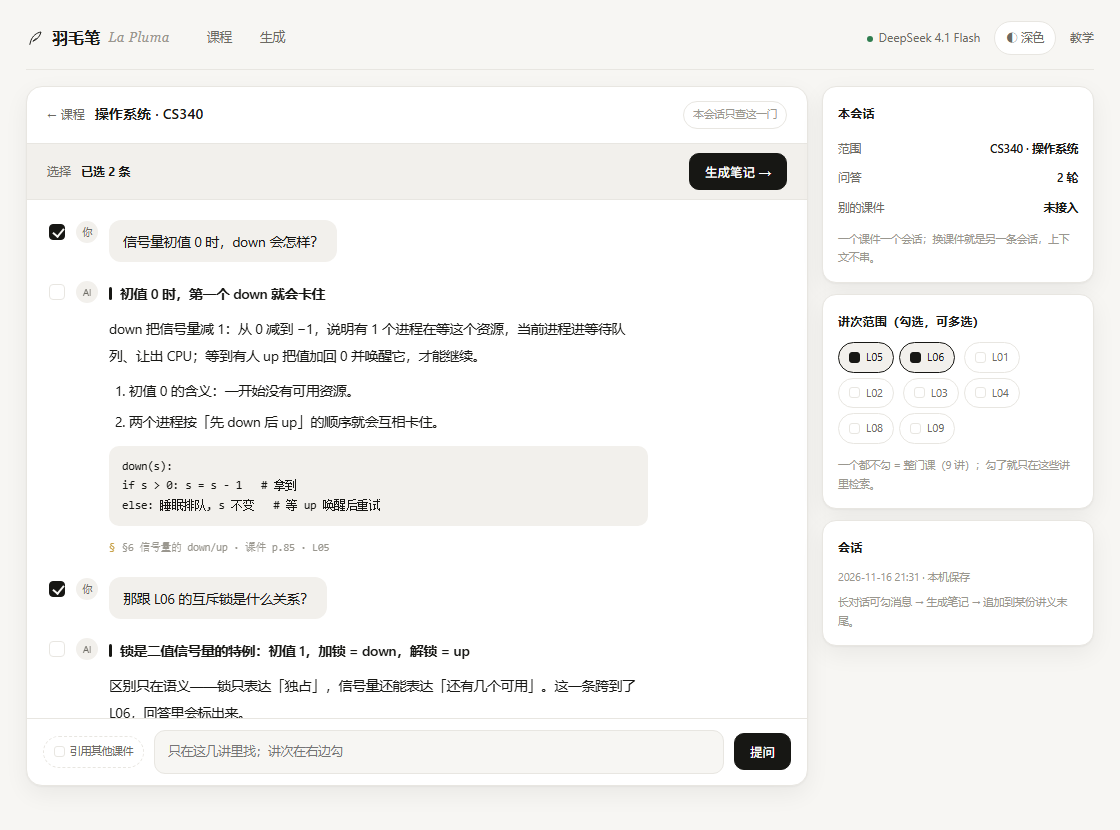 羽毛笔 La Pluma 课程 生成 DeepSeek 4.1 Flash 深色 教学
← 课程 操作系统 · CS340 本会话只查这一门
选择 已选 2 条 生成笔记 →
你 信号量初值 0 时，down 会怎样？
AI 初值 0 时，第一个 down 就会卡住
down 把信号量减 1：从 0 减到 −1，说明有 1 个进程在等这个资源，当前进程进等待队
列、让出 CPU；等到有人 up 把值加回 0 并唤醒它，才能继续。
1. 初值 0 的含义：一开始没有可用资源。
2. 两个进程按「先 down 后 up」的顺序就会互相卡住。
down(s):
if s > 0: s = s - 1 # 拿到
else: 睡眠排队，s 不变 # 等 up 唤醒后重试
§ §6 信号量的 down/up · 课件 p.85 · L05
你 那跟 L06 的互斥锁是什么关系？
AI 锁是二值信号量的特例：初值 1，加锁 = down，解锁 = up
区别只在语义——锁只表达「独占」，信号量还能表达「还有几个可用」。这一条跨到了
L06，回答里会标出来。
引用其他课件 只在这几讲里找；讲次在右边勾 提问
本会话
范围 CS340 · 操作系统
问答 2 轮
别的课件 未接入
一个课件一个会话；换课件就是另一条会话，上下
文不串。
讲次范围（勾选，可多选）
L05 L06 L01
L02 L03 L04
L08 L09
一个都不勾 = 整门课（9 讲）；勾了就只在这些讲
里检索。
会话
2026-11-16 21:31 · 本机保存
长对话可勾消息 → 生成笔记 → 追加到某份讲义末
尾。